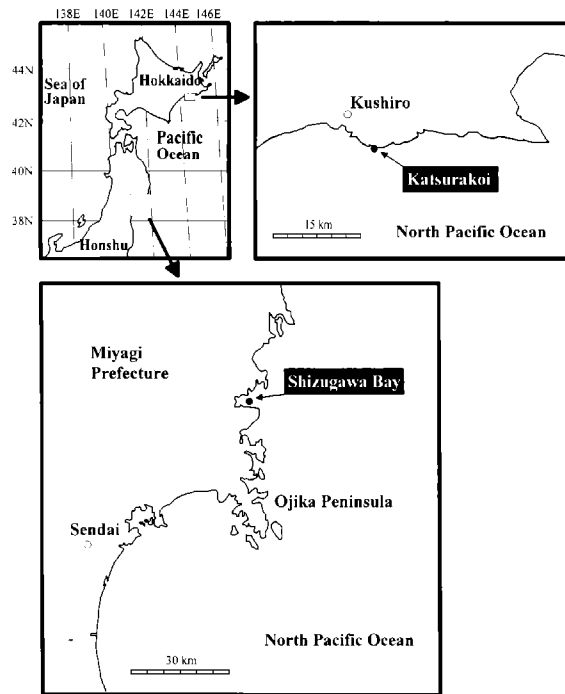 138E 140E 142E 144E 146E
44N
42N
40N
38N
Hokkaido
Sea of
Japan
Pacific
Ocean
Honshu
Kushiro
Katsurakoi
15 km
North Pacific Ocean
Miyagi
Prefecture
Shizugawa Bay
Ojika Peninsula
Sendai
North Pacific Ocean
30 km